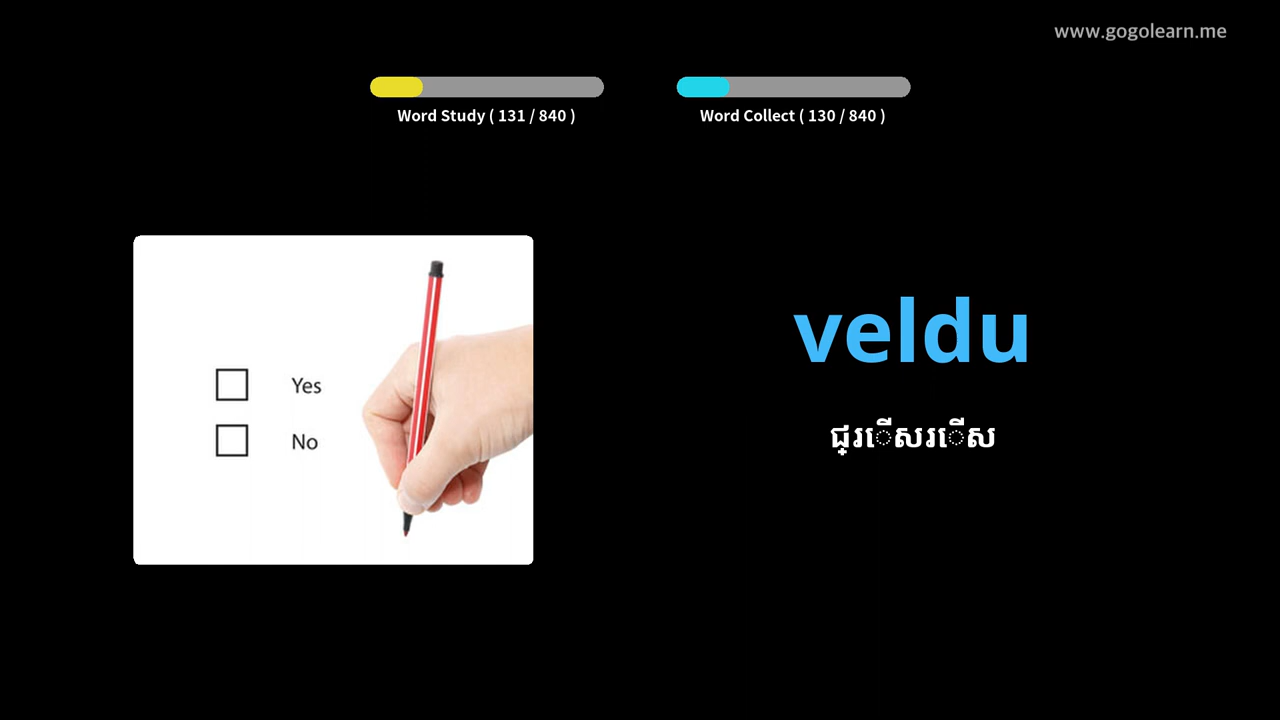 www.gogolearn.me
Word Study ( 131 / 840 )
Word Collect ( 130 / 840 )
Yes
No
veldu
ជ្រើសរើស